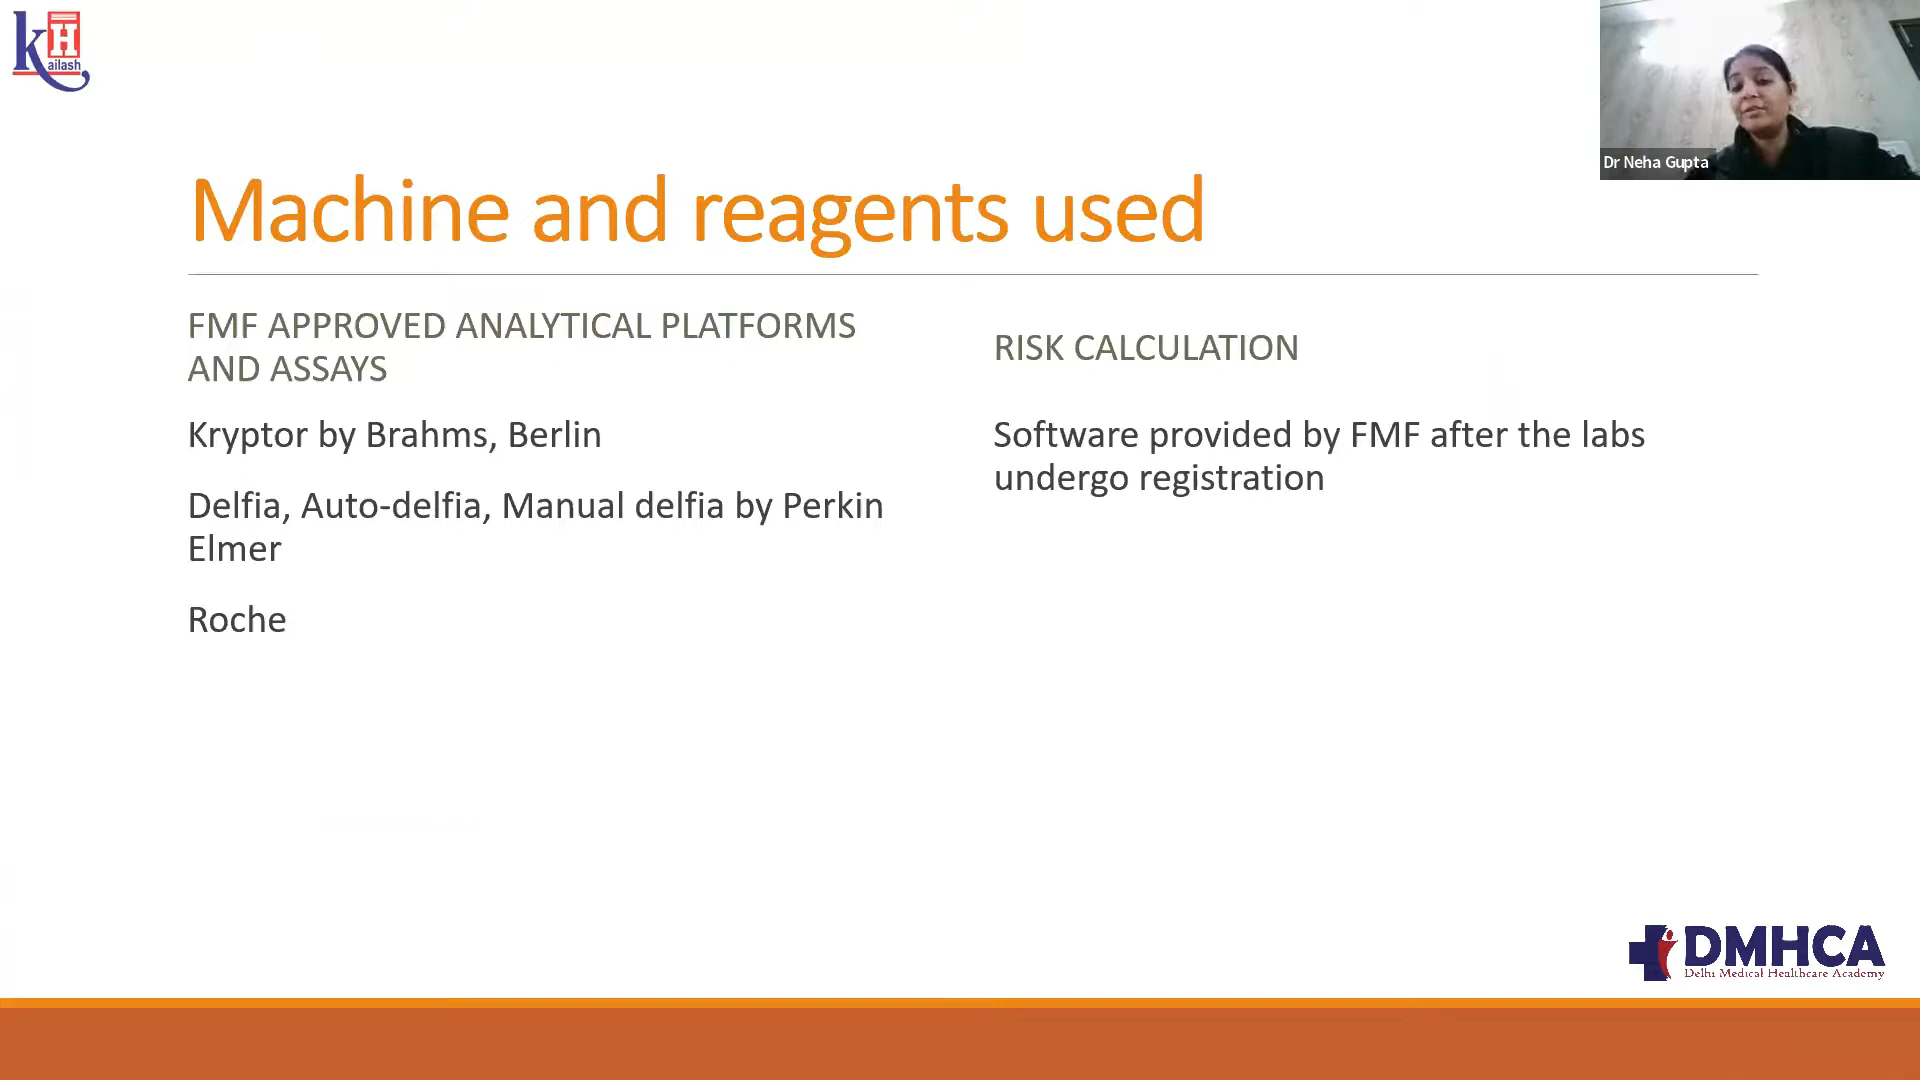 Kailash
H
Dr Neha Gupta
Machine and reagents used
FMF APPROVED ANALYTICAL PLATFORMS
AND ASSAYS
Kryptor by Brahms, Berlin
Delfia, Auto-delfia, Manual delfia by Perkin
Elmer
Roche
RISK CALCULATION
Software provided by FMF after the labs
undergo registration
DMHCA
Delhi Medical Healthcare Academy